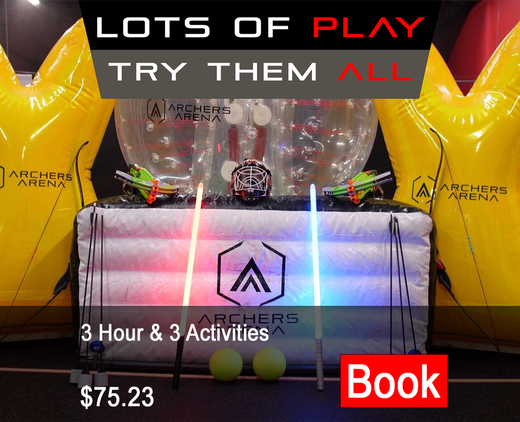 LOTS OF PLAY
TRY THEM ALL
ARCHERS
ARENA
ARCHERS
ARENA
ARCHERS
ARENA
ARCHERS
ARENA
3 Hour & 3 Activities
$75.23
Book